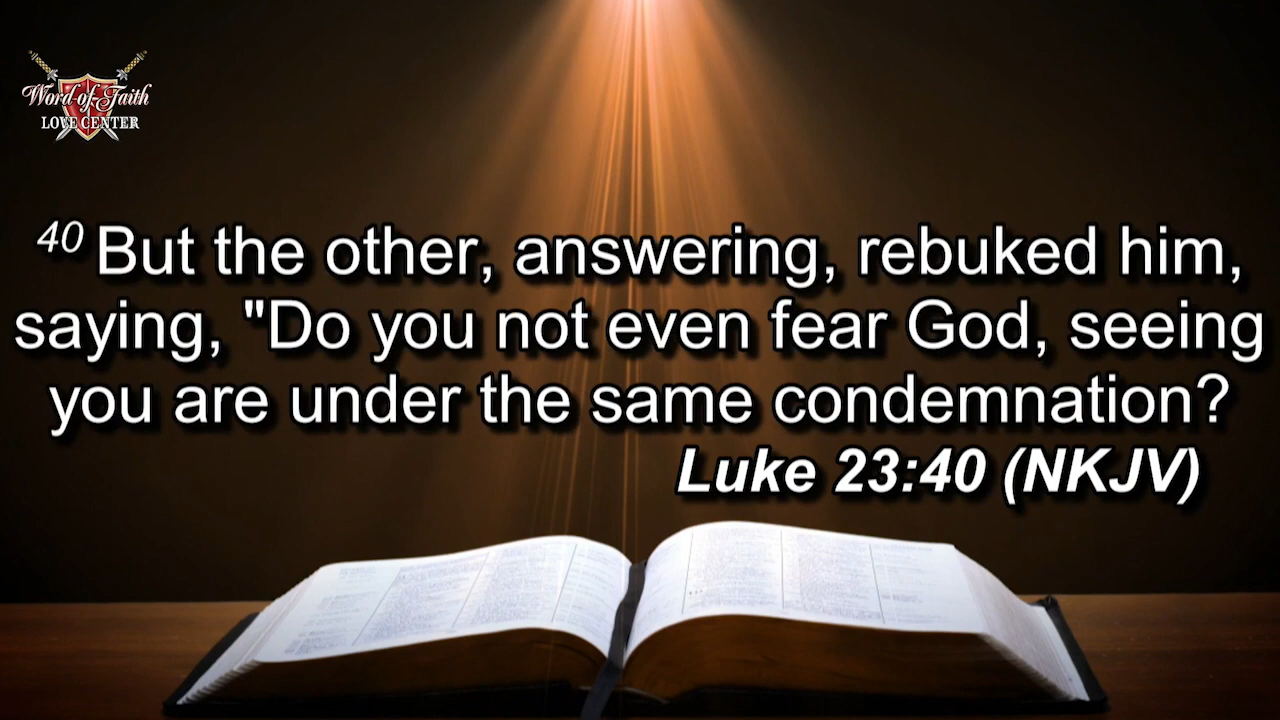 Word of Faith
LOVE CENTER
40 But the other, answering, rebuked him,
saying, "Do you not even fear God, seeing
you are under the same condemnation?
Luke 23:40 (NKJV)